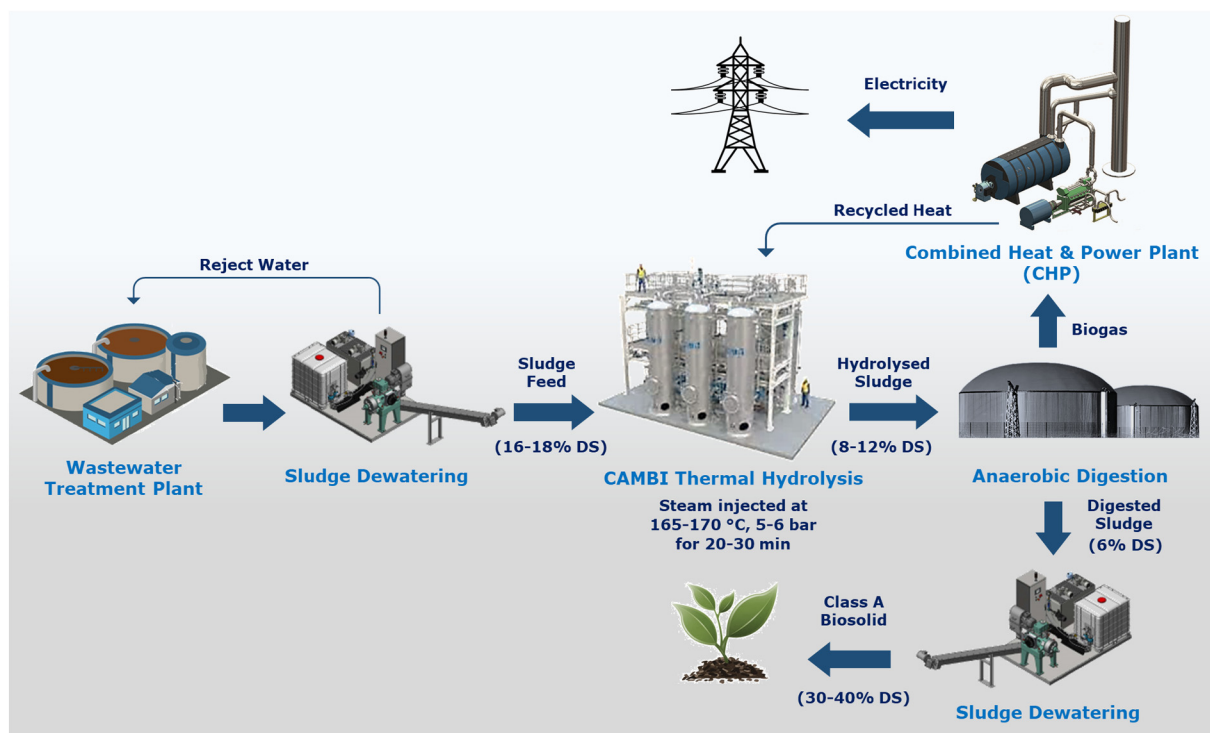 Electricity
Recycled Heat
Combined Heat & Power Plant
(CHP)
Reject Water
Biogas
Sludge
Feed
(16-18% DS)
Hydrolysed
Sludge
(8-12% DS)
Wastewater
Treatment Plant
Sludge Dewatering
CAMBI Thermal Hydrolysis
Steam injected at
165-170 °C, 5-6 bar
for 20-30 min
Anaerobic Digestion
Digested
Sludge
(6% DS)
Class A
Biosolid
(30-40% DS)
Sludge Dewatering